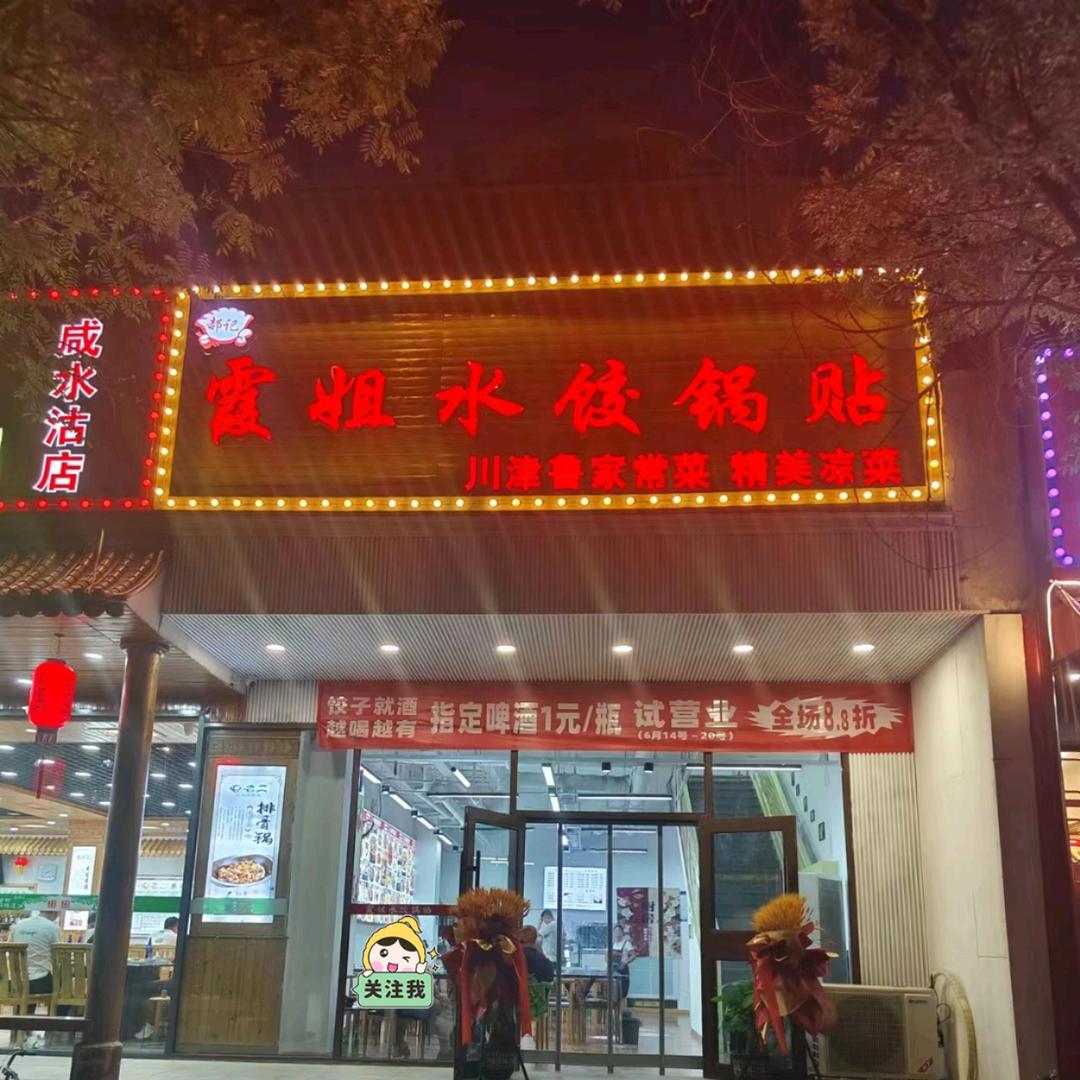 郝记
霞姐水饺锅贴
川津鲁家常菜 精美凉菜
咸水沽店
饺子就酒
越喝越有
指定啤酒1元/瓶
试营业
(6月14号-20号)
全场8.8折
排骨锅
关注我